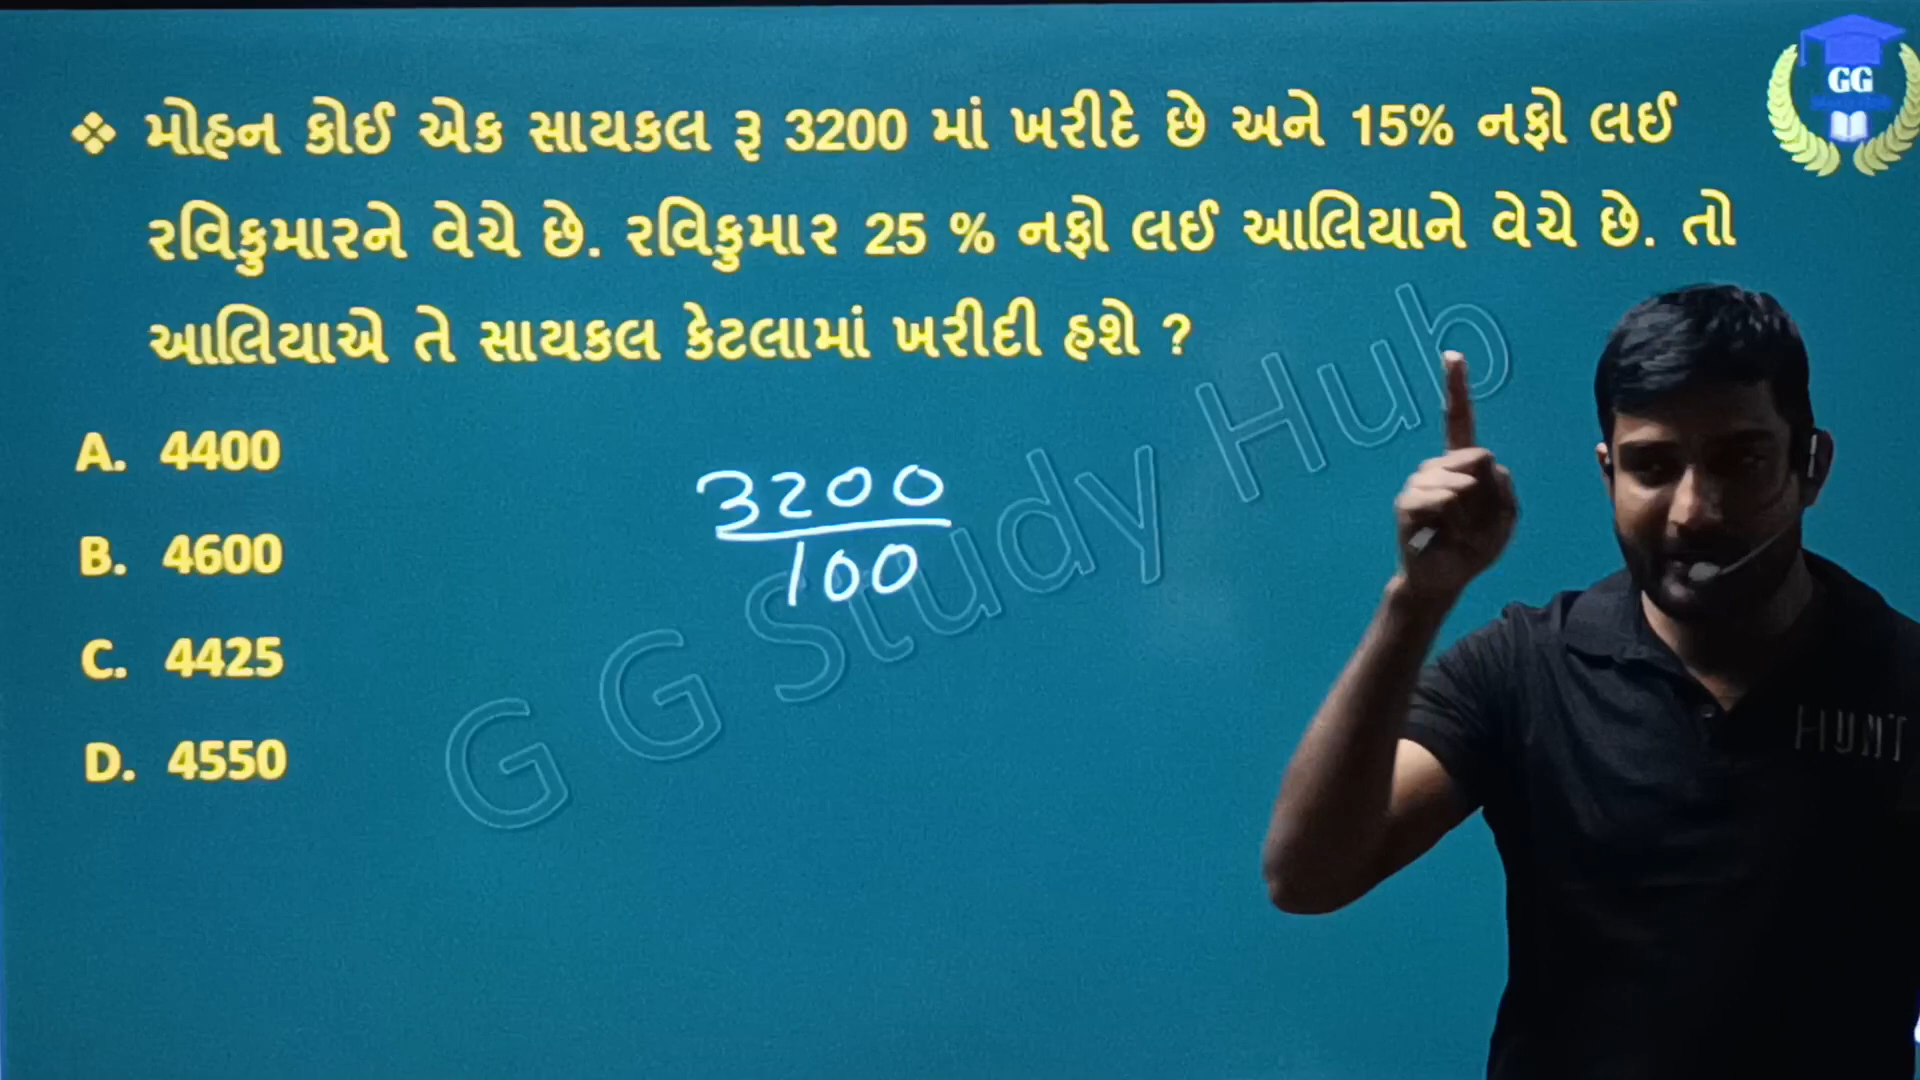 GG
❖ મોહન કોઈ એક સાયકલ રૂ 3200 માં ખરીદે છે અને 15% નફો લઈ
રવિકુમારને વેચે છે. રવિકુમાર 25 % નફો લઈ આલિયાને વેચે છે. તો
આલિયાએ તે સાયકલ કેટલામાં ખરીદી હશે ?
A. 4400
B. 4600
C. 4425
D. 4550
3200
100
G G Study Hub
HUNT